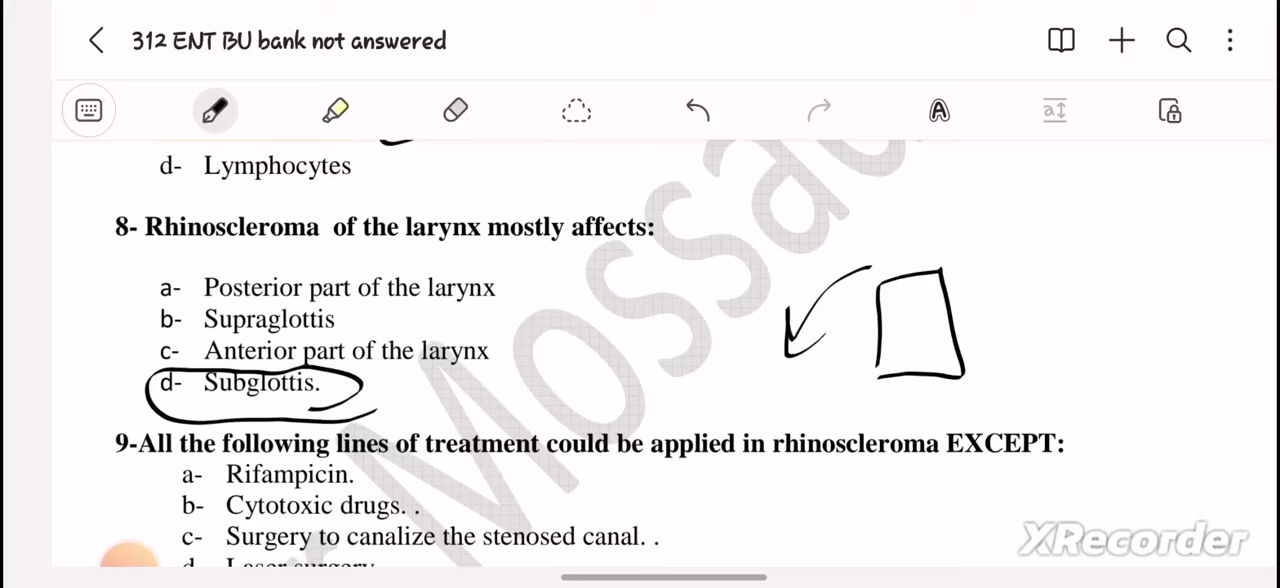 312 ENT BU bank not answered
d- Lymphocytes
8- Rhinoscleroma of the larynx mostly affects:
a- Posterior part of the larynx
b- Supraglottis
c- Anterior part of the larynx
d- Subglottis.
9-All the following lines of treatment could be applied in rhinoscleroma EXCEPT:
a- Rifampicin.
b- Cytotoxic drugs. .
c- Surgery to canalize the stenosed canal. .
XRecorder